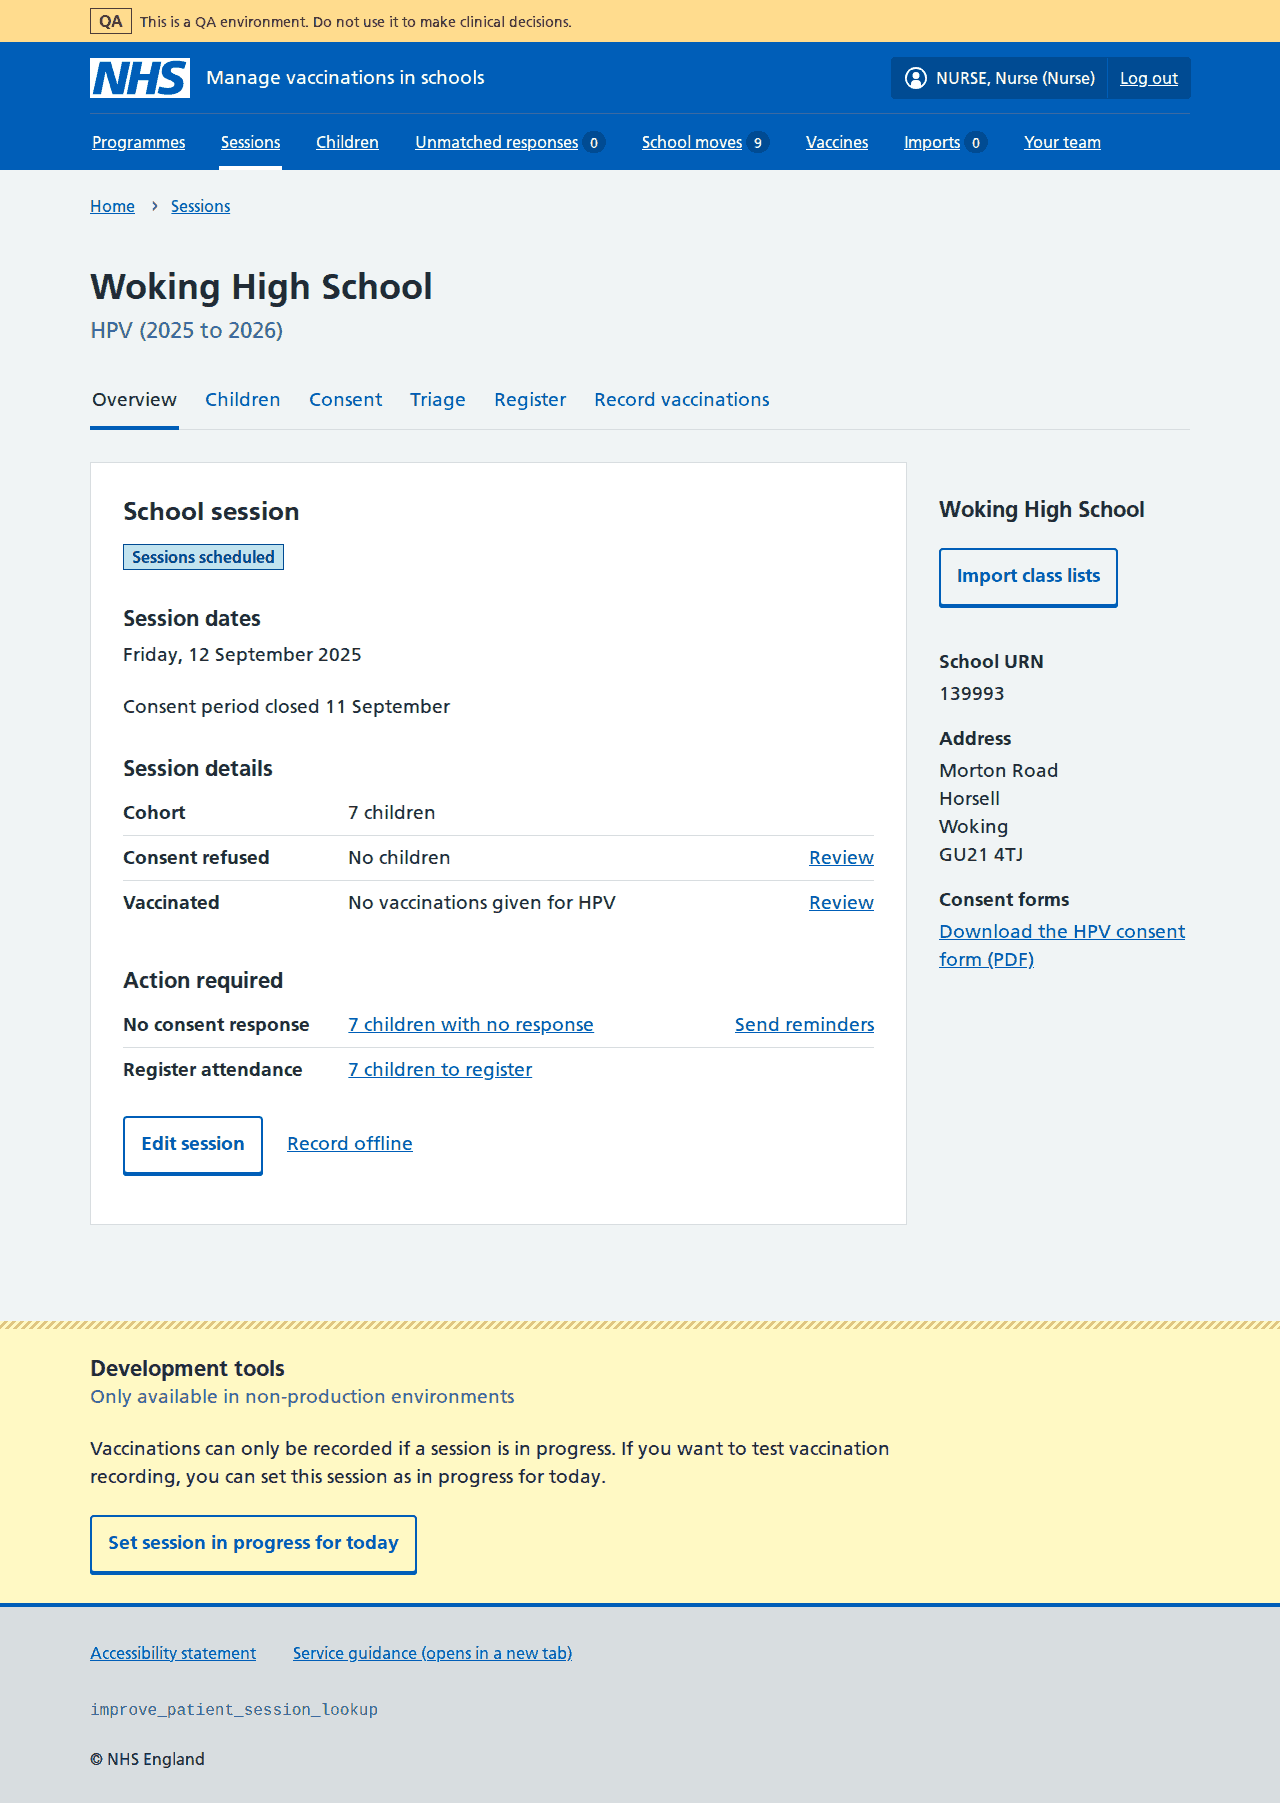 QA This is a QA environment. Do not use it to make clinical decisions.
NHS Manage vaccinations in schools NURSE, Nurse (Nurse) Log out
Programmes Sessions Children Unmatched responses 0 School moves 9 Vaccines Imports 0 Your team
Home › Sessions
Woking High School
HPV (2025 to 2026)
Overview Children Consent Triage Register Record vaccinations
School session
Sessions scheduled
Session dates
Friday, 12 September 2025
Consent period closed 11 September
Session details
Cohort 7 children
Consent refused No children Review
Vaccinated No vaccinations given for HPV Review
Action required
No consent response 7 children with no response Send reminders
Register attendance 7 children to register
Edit session Record offline
Woking High School
Import class lists
School URN
139993
Address
Morton Road
Horsell
Woking
GU21 4TJ
Consent forms
Download the HPV consent
form (PDF)
Development tools
Only available in non-production environments
Vaccinations can only be recorded if a session is in progress. If you want to test vaccination
recording, you can set this session as in progress for today.
Set session in progress for today
Accessibility statement Service guidance (opens in a new tab)
improve_patient_session_lookup
© NHS England